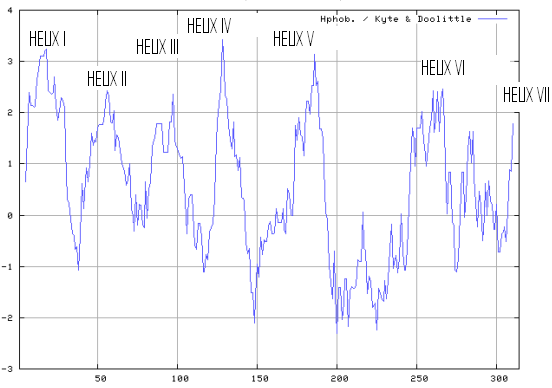 Hphob. / Kyte & Doolittle
HELIX I
HELIX II
HELIX III
HELIX IV
HELIX V
HELIX VI
HELIX VII
4
3
2
1
0
-1
-2
-3
50
100
150
200
250
300